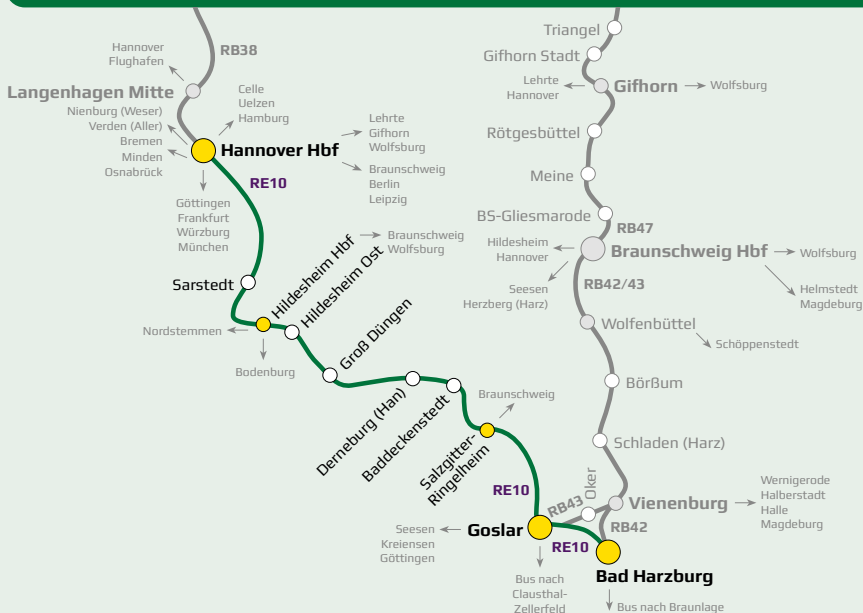 Triangel
Hannover
Flughafen
RB38
Gifhorn Stadt
Langenhagen Mitte
Lehrte
Hannover
Gifhorn
Wolfsburg
Celle
Uelzen
Hamburg
Nienburg (Weser)
Verden (Aller)
Bremen
Minden
Osnabrück
Hannover Hbf
Lehrte
Gifhorn
Wolfsburg
Braunschweig
Berlin
Leipzig
Rötgesbüttel
RE10
Meine
Göttingen
Frankfurt
Würzburg
München
BS-Gliesmarode
RB47
Hildesheim Hbf
Braunschweig
Wolfsburg
Hildesheim Ost
Hildesheim
Hannover
Braunschweig Hbf
Wolfsburg
Sarstedt
Seesen
Herzberg (Harz)
RB42/43
Helmstedt
Magdeburg
Nordstemmen
Groß Düngen
Wolfenbüttel
Schöppenstedt
Bodenburg
Derneburg (Han)
Baddeckenstedt
Braunschweig
Börßum
Salzgitter-
Ringelheim
Schladen (Harz)
RE10
RB43
Oker
Vienenburg
Wernigerode
Halberstadt
Halle
Magdeburg
Seesen
Kreiensen
Göttingen
Goslar
RB42
RE10
Bad Harzburg
Bus nach
Clausthal-
Zellerfeld
Bus nach Braunlage